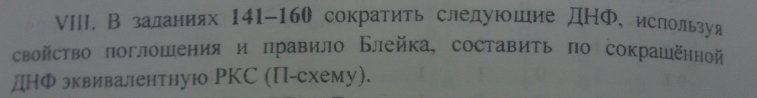 VIII. В заданиях 141–160 сократить следующие ДНФ, используя
свойство поглощения и правило Блейка, составить по сокращённой
ДНФ эквивалентную РКС (П-схему).